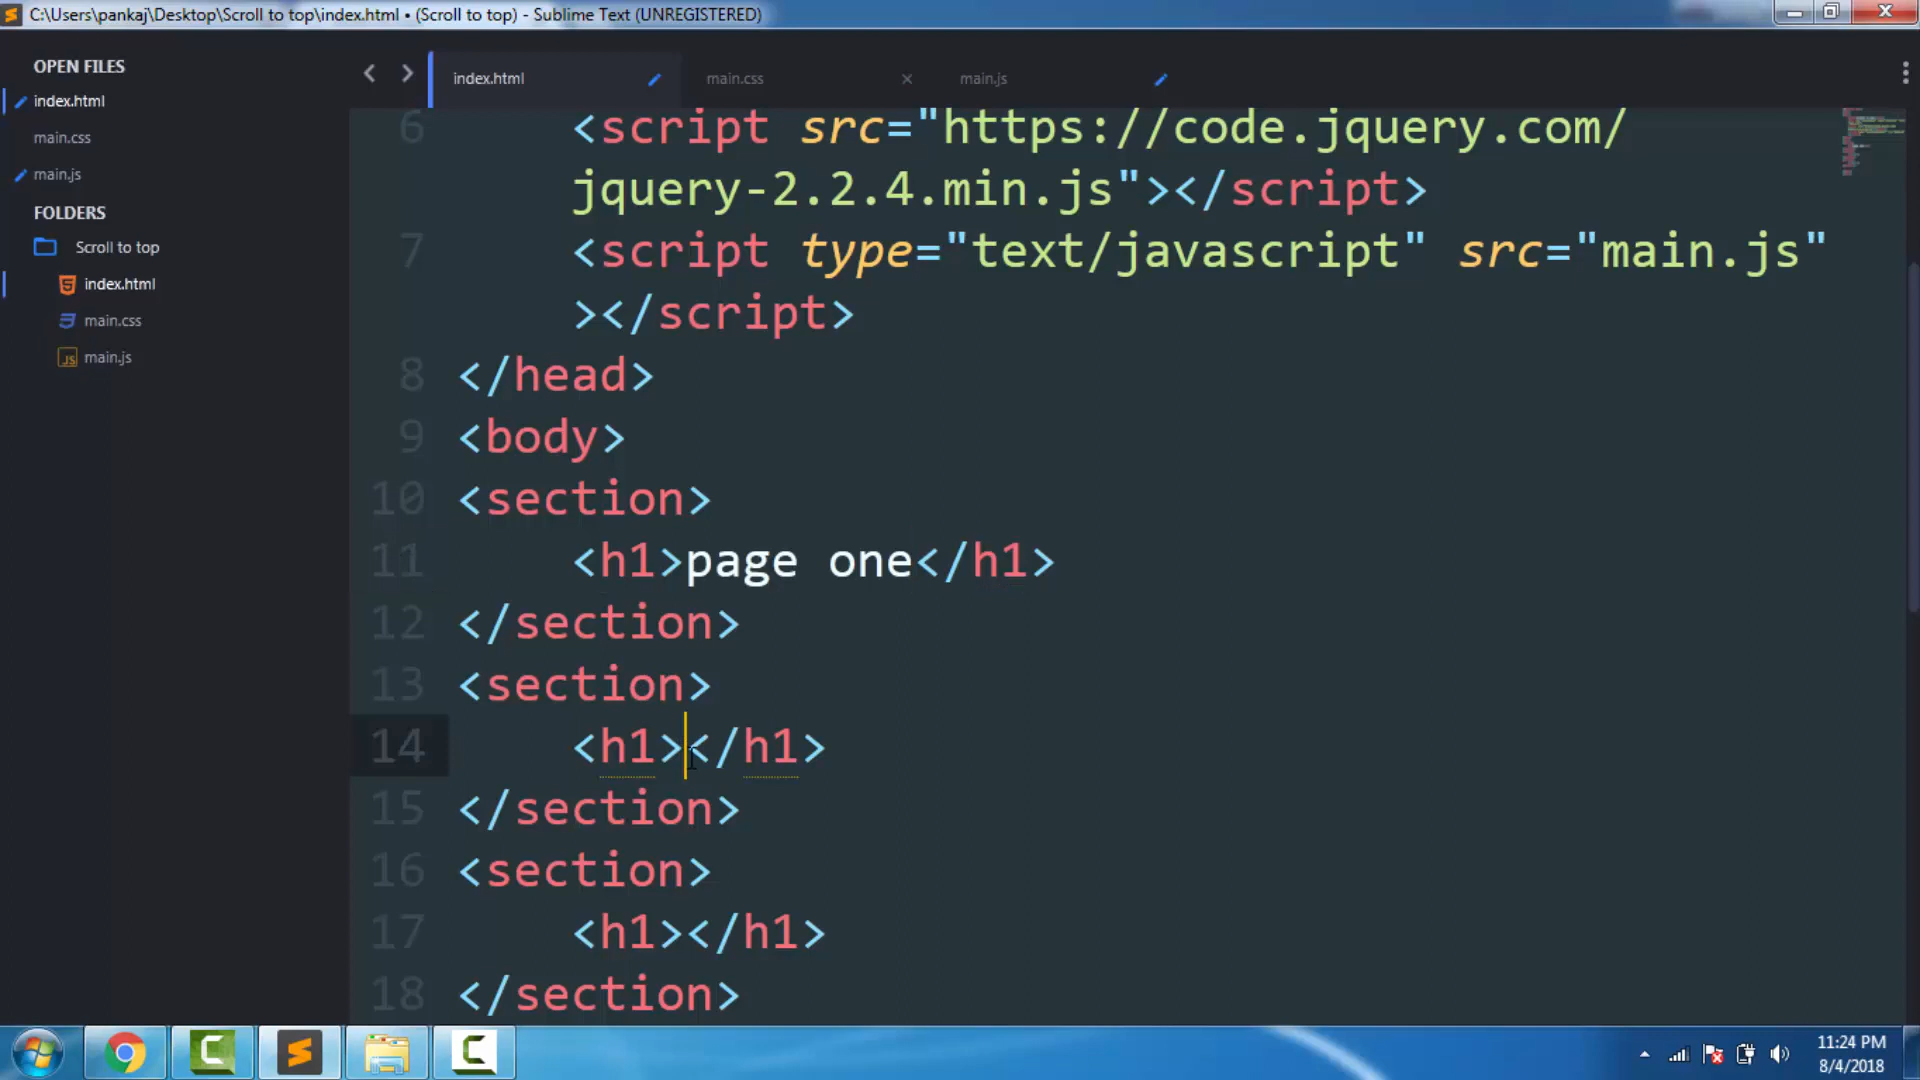 C:\Users\pankaj\Desktop\Scroll to top\index.html • (Scroll to top) - Sublime Text (UNREGISTERED)
OPEN FILES
index.html
main.css
main.js
FOLDERS
Scroll to top
index.html
main.css
JS main.js
index.html main.css main.js
6 <script src="https://code.jquery.com/
jquery-2.2.4.min.js"></script>
7 <script type="text/javascript" src="main.js"
></script>
8 </head>
9 <body>
10 <section>
11 <h1>page one</h1>
12 </section>
13 <section>
14 <h1></h1>
15 </section>
16 <section>
17 <h1></h1>
18 </section>
11:24 PM
8/4/2018